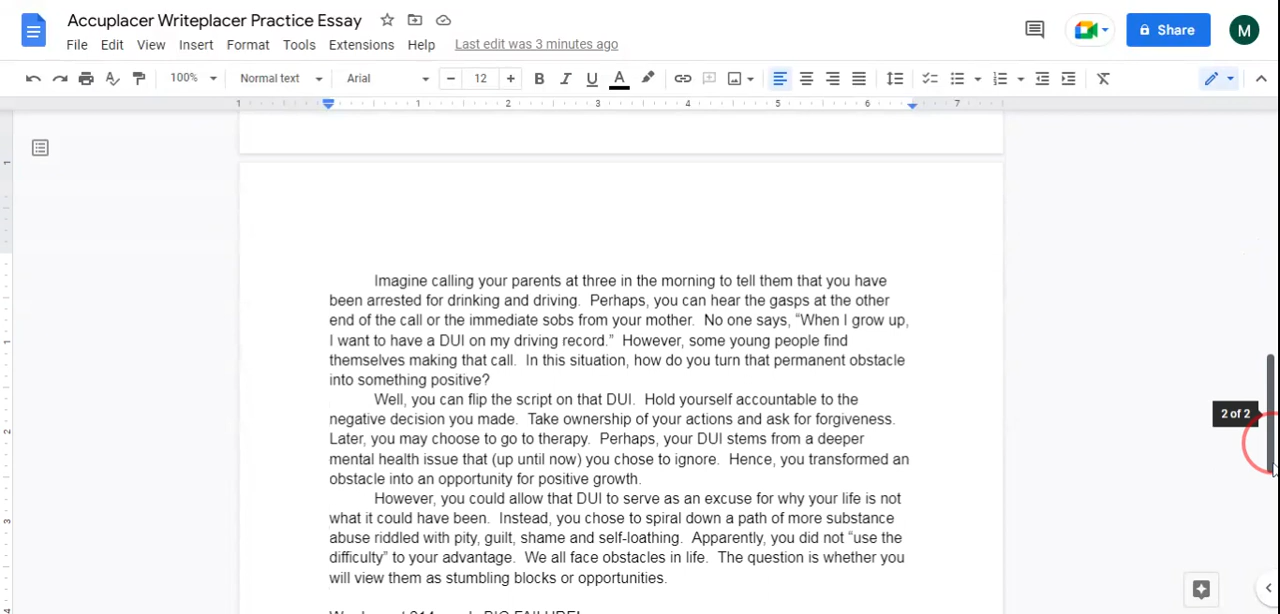 Accuplacer Writeplacer Practice Essay
File Edit View Insert Format Tools Extensions Help Last edit was 3 minutes ago
Share
M
100% Normal text Arial 12
1 1 2 3 4 5 6 7
Imagine calling your parents at three in the morning to tell them that you have
been arrested for drinking and driving. Perhaps, you can hear the gasps at the other
end of the call or the immediate sobs from your mother. No one says, “When I grow up,
I want to have a DUI on my driving record.” However, some young people find
themselves making that call. In this situation, how do you turn that permanent obstacle
into something positive?
Well, you can flip the script on that DUI. Hold yourself accountable to the
negative decision you made. Take ownership of your actions and ask for forgiveness.
Later, you may choose to go to therapy. Perhaps, your DUI stems from a deeper
mental health issue that (up until now) you chose to ignore. Hence, you transformed an
obstacle into an opportunity for positive growth.
However, you could allow that DUI to serve as an excuse for why your life is not
what it could have been. Instead, you chose to spiral down a path of more substance
abuse riddled with pity, guilt, shame and self-loathing. Apparently, you did not “use the
difficulty” to your advantage. We all face obstacles in life. The question is whether you
will view them as stumbling blocks or opportunities.
2 of 2